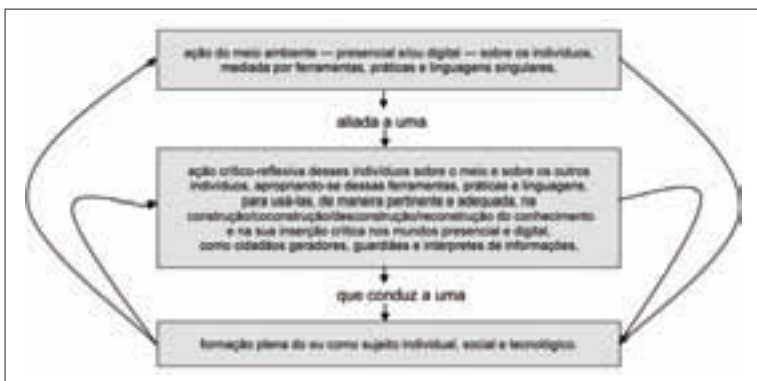 ação do meio ambiente — presencial e/ou digital — sobre os indivíduos,
mediada por ferramentas, práticas e linguagens singulares.
aliada a uma
ação crítico-reflexiva desses indivíduos sobre o meio e sobre os outros
indivíduos, apropriando-se dessas ferramentas, práticas e linguagens,
para usá-las, de maneira pertinente e adequada, na
construção/coconstrução/desconstrução/reconstrução do conhecimento
e na sua inserção crítica nos mundos presencial e digital,
como cidadãos geradores, guardiães e intérpretes de informações.
que conduz a uma
formação plena do eu como sujeito individual, social e tecnológico.